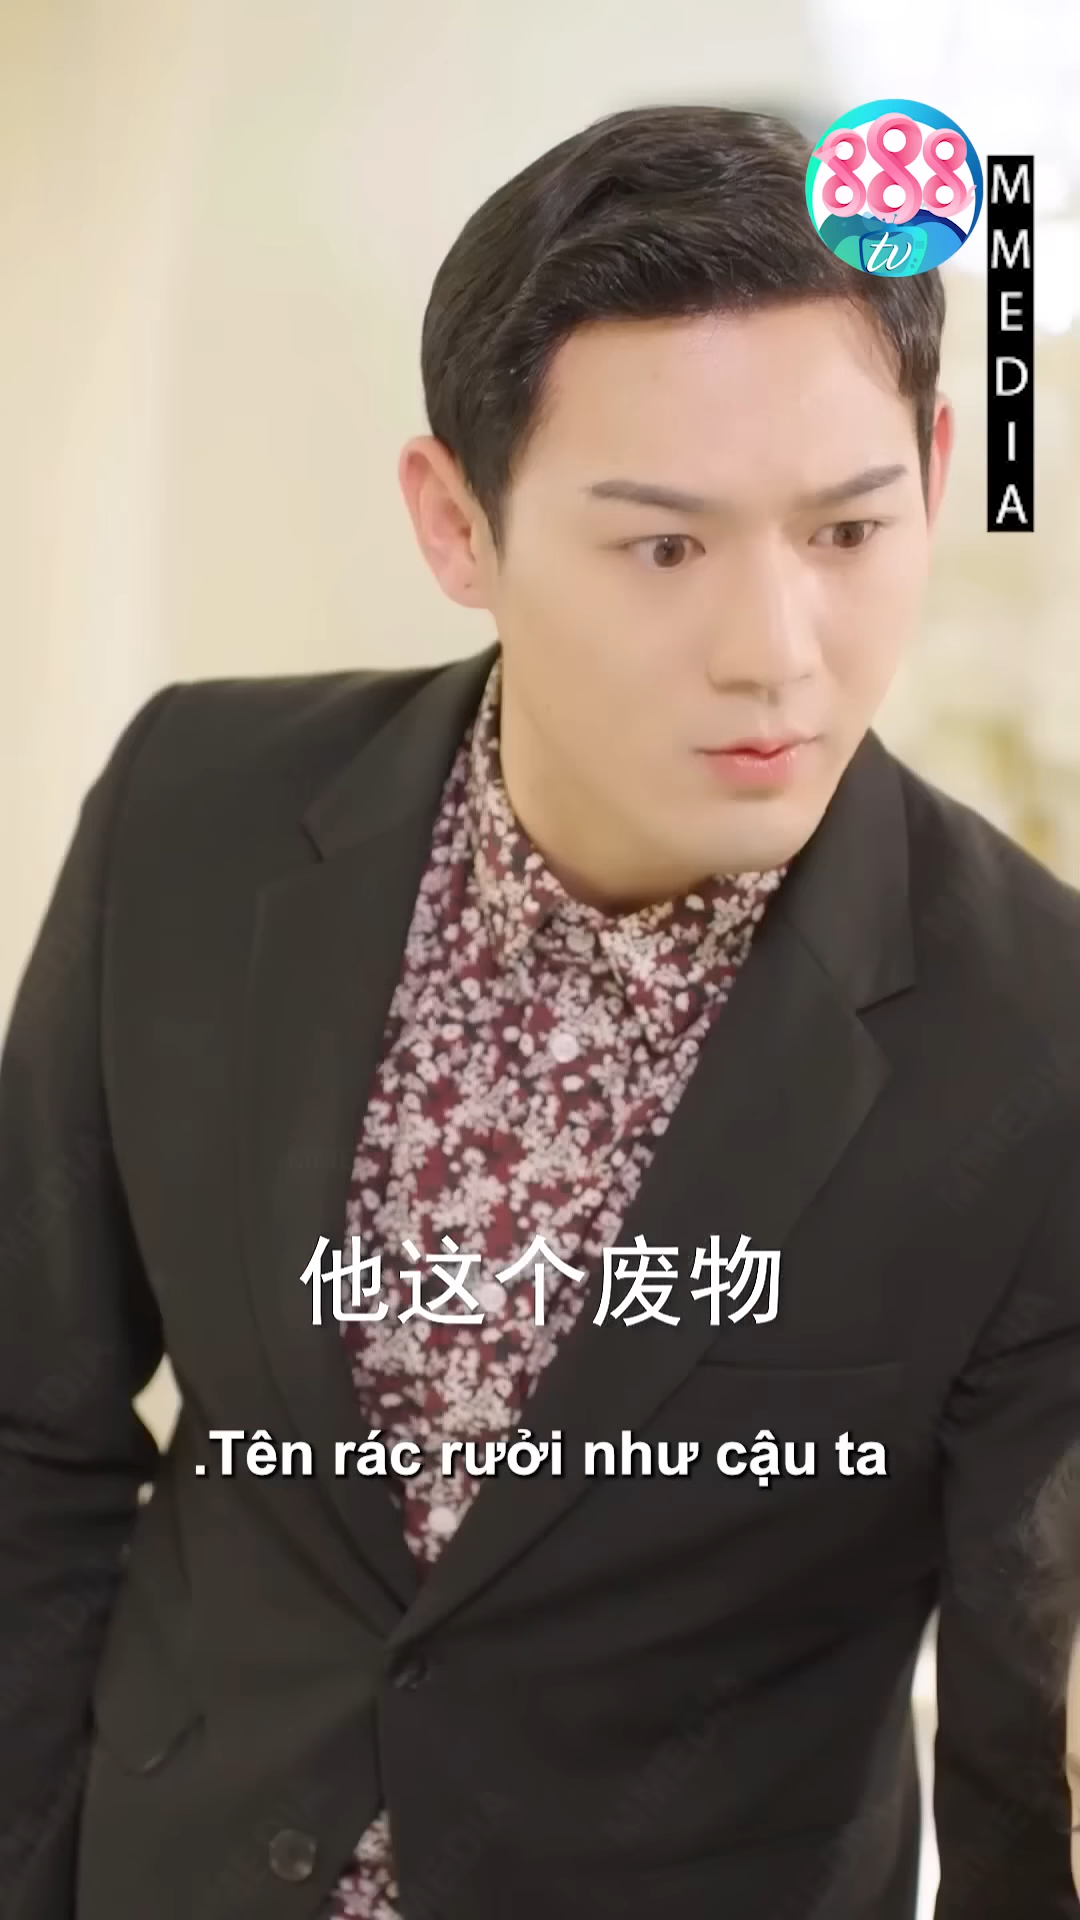 888
tv
MMEDIA
他这个废物
.Tên rác rưởi như cậu ta